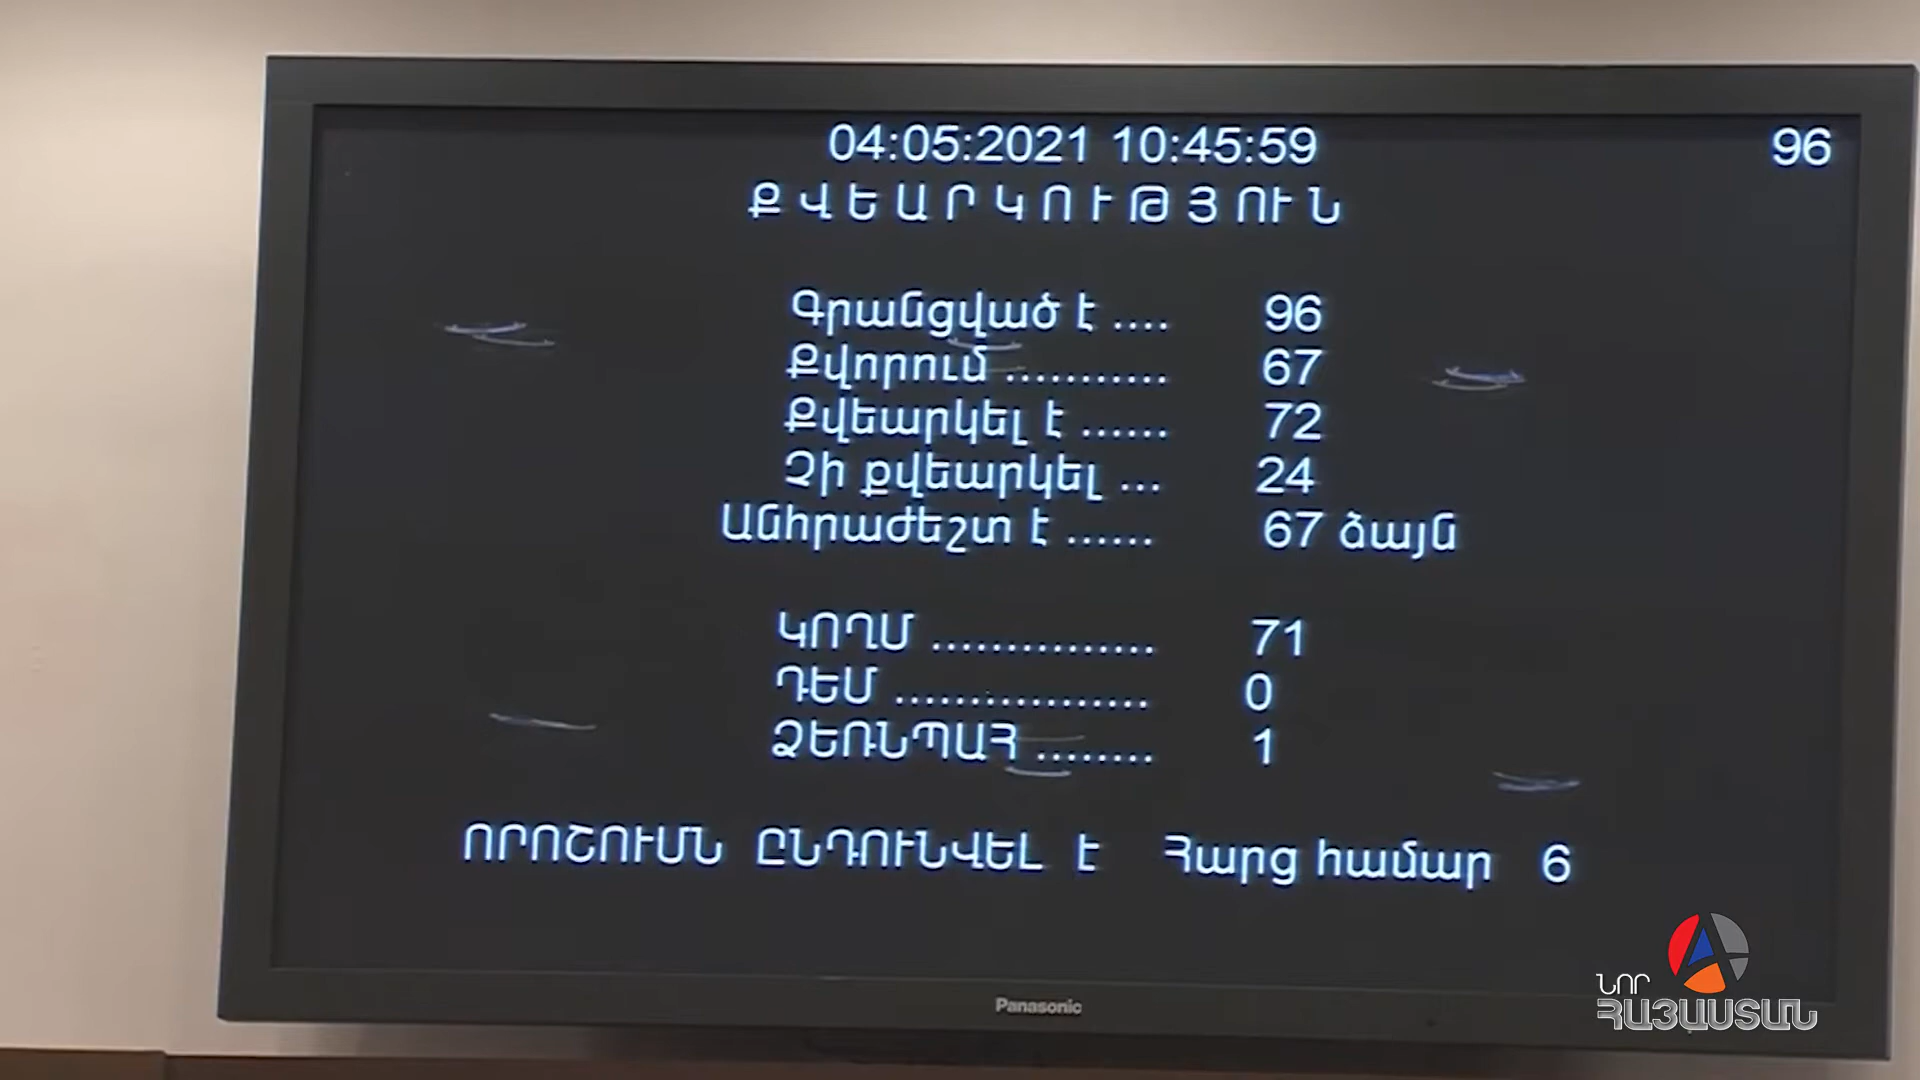 04:05:2021 10:45:59 96
ՔՎԵԱՐԿՈՒԹՅՈՒՆ
Գրանցված է .... 96
Քվորում ........... 67
Քվեարկել է ...... 72
Չի քվեարկել ... 24
Անհրաժեշտ է ...... 67 ձայն
ԿՈՂՄ ............... 71
ԴԵՄ ................. 0
ՁԵՌՆՊԱՀ ........ 1
ՈՐՈՇՈՒՄՆ ԸՆԴՈՒՆՎԵԼ է Հարց համար 6
Panasonic
ՆՈՐ
ՀԱՅԱՍՏԱՆ